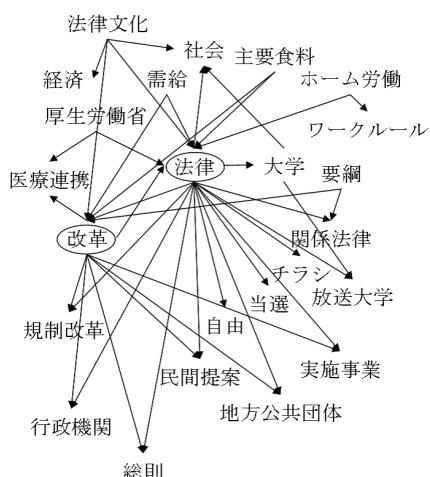 法律文化
社会
主要食料
経済
需給
ホーム労働
厚生労働省
ワークルール
医療連携
法律
大学
要綱
改革
関係法律
チラシ
放送大学
当選
自由
規制改革
実施事業
民間提案
地方公共団体
行政機関
総則